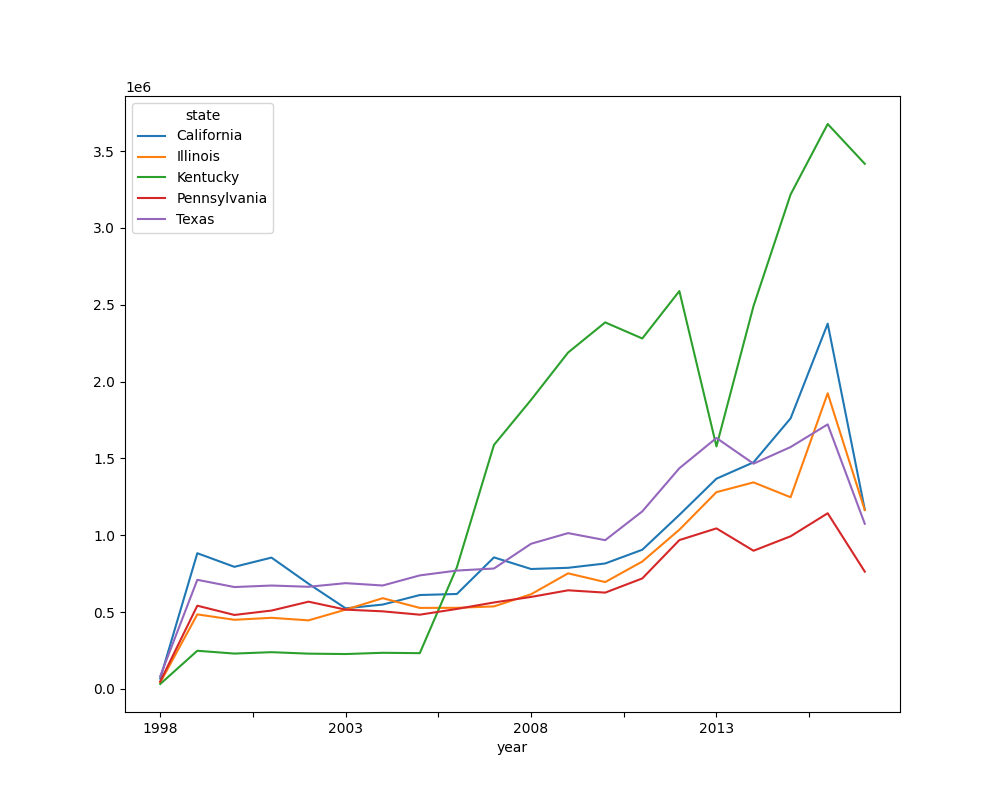 1e6
state
California
Illinois
Kentucky
Pennsylvania
Texas
3.5
3.0
2.5
2.0
1.5
1.0
0.5
0.0
1998 2003 2008 2013
year